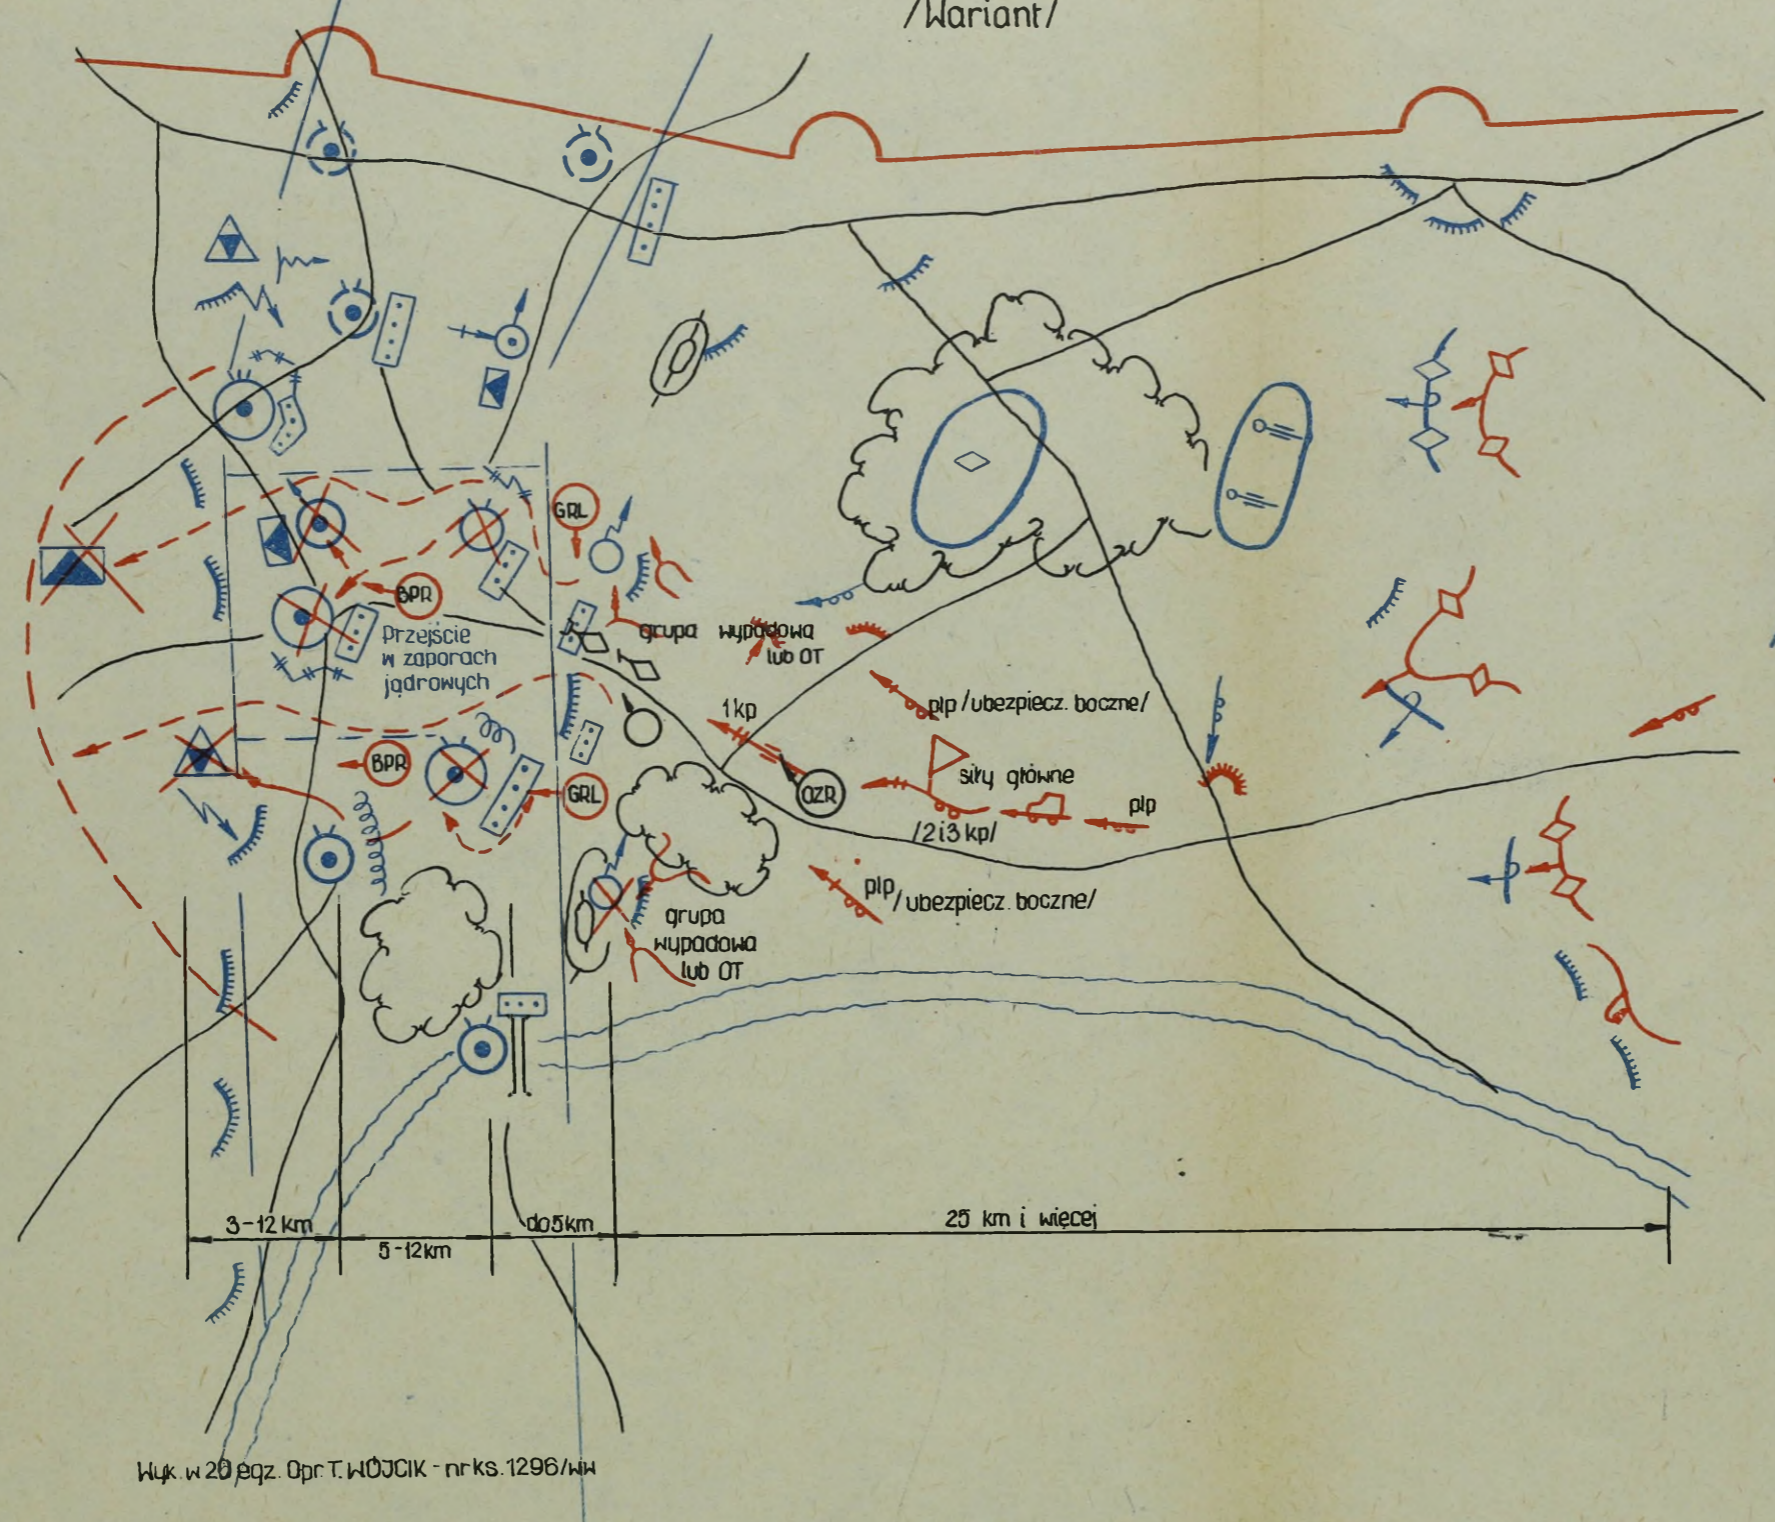 /Wariant/
GRL
BPR
Przejście
w zaporach
jądrowych
grupa wypadowa
lub OT
plp /ubezpiecz. boczne/
1 kp
BPR
GRL
OZR
siły główne
plp
/2 i 3 kp/
plp /ubezpiecz. boczne/
grupa
wypadowa
lub OT
3-12 km
5-12 km
do 5 km
25 km i więcej
Wyk. w 20 egz. Opr. T. WÓJCIK - nr ks. 1296/WW